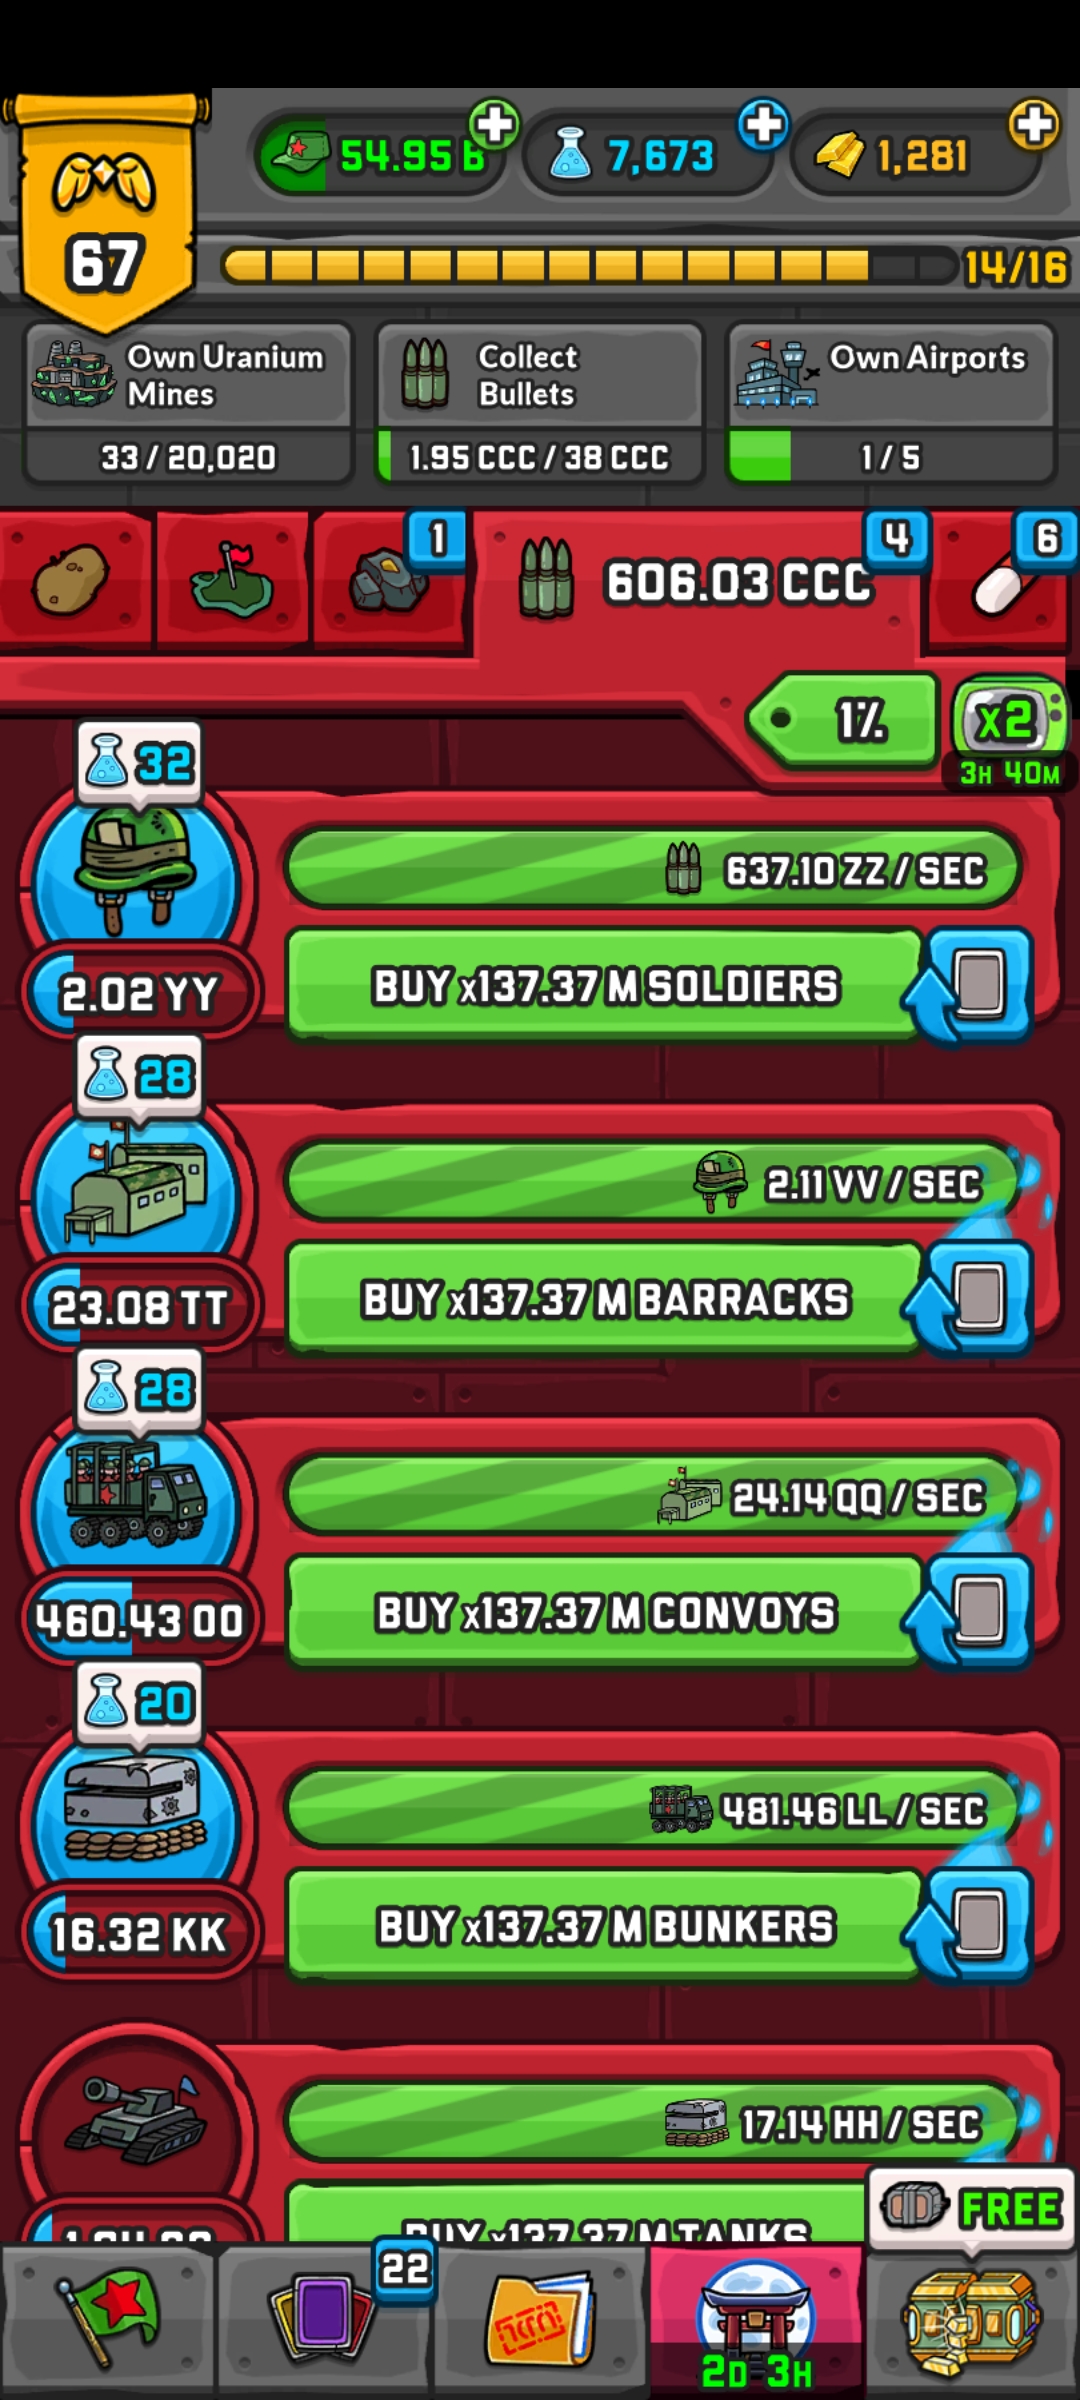 67
54.95 B
7,673
1,281
14/16
Own Uranium
Mines
33 / 20,020
Collect
Bullets
1.95 CCC / 38 CCC
Own Airports
1 / 5
1
606.03 CCC
4
6
1%
x2
3H 40M
32
637.10 ZZ / SEC
2.02 YY
BUY x137.37 M SOLDIERS
28
2.11 VV / SEC
23.08 TT
BUY x137.37 M BARRACKS
28
24.14 QQ / SEC
460.43 OO
BUY x137.37 M CONVOYS
20
481.46 LL / SEC
16.32 KK
BUY x137.37 M BUNKERS
17.14 HH / SEC
BUY x137.37 M TANKS
FREE
22
2D 3H